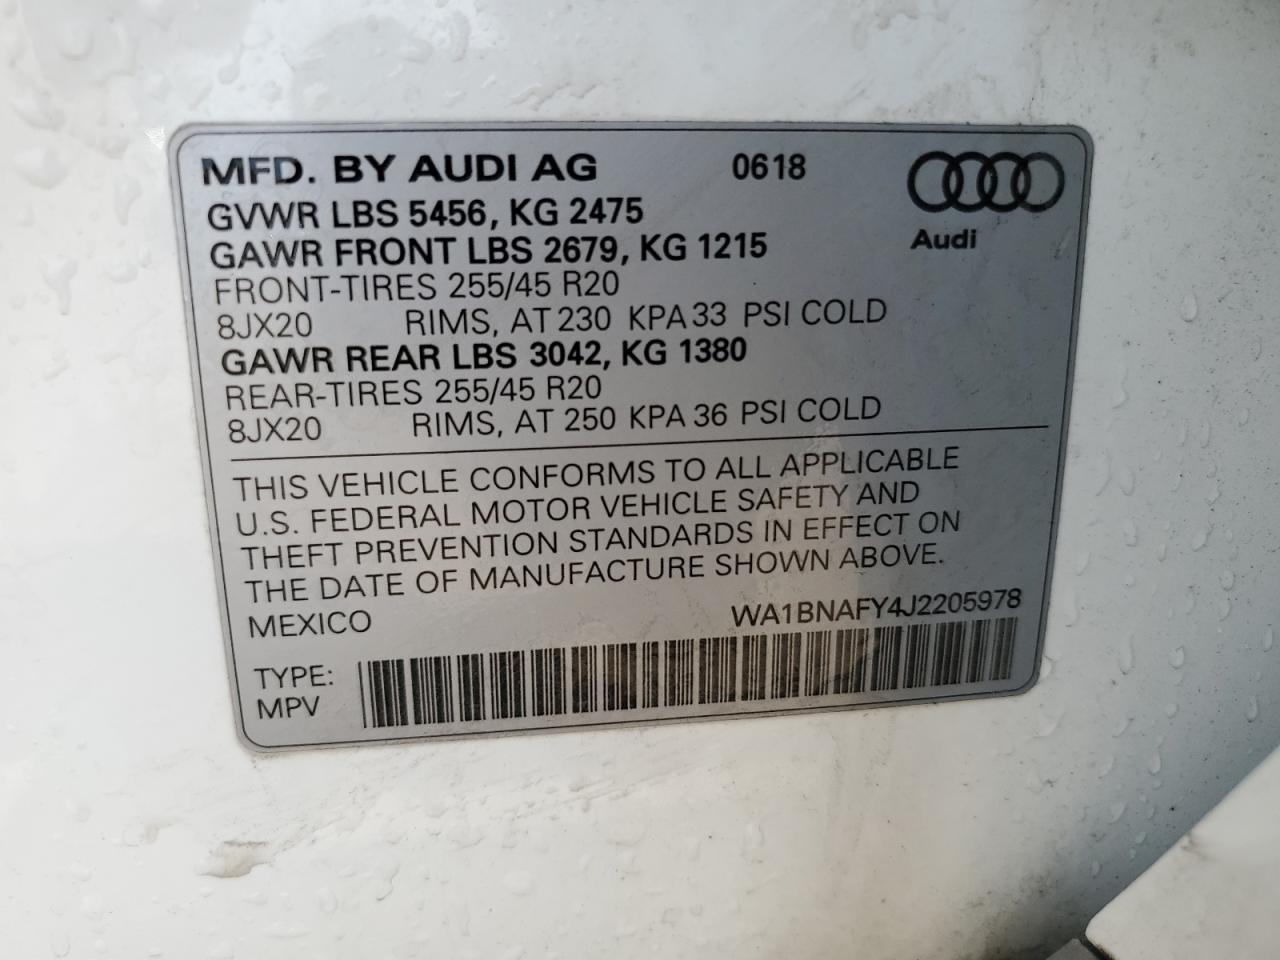 MFD. BY AUDI AG 0618
GVWR LBS 5456, KG 2475
GAWR FRONT LBS 2679, KG 1215
Audi
FRONT-TIRES 255/45 R20
8JX20 RIMS, AT 230 KPA 33 PSI COLD
GAWR REAR LBS 3042, KG 1380
REAR-TIRES 255/45 R20
8JX20 RIMS, AT 250 KPA 36 PSI COLD
THIS VEHICLE CONFORMS TO ALL APPLICABLE
U.S. FEDERAL MOTOR VEHICLE SAFETY AND
THEFT PREVENTION STANDARDS IN EFFECT ON
THE DATE OF MANUFACTURE SHOWN ABOVE.
MEXICO WA1BNAFY4J2205978
TYPE:
MPV